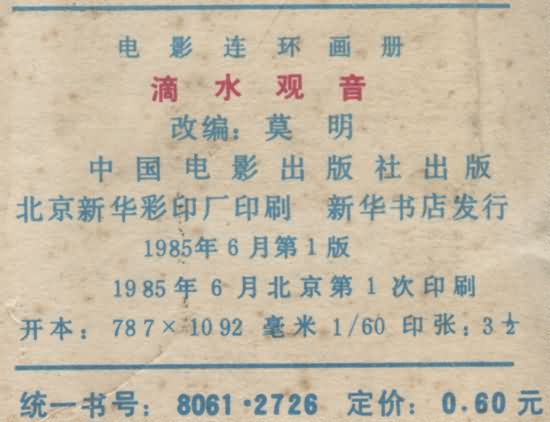 电影连环画册
滴水观音
改编：莫明
中国电影出版社出版
北京新华彩印厂印刷 新华书店发行
1985年6月第1版
1985年6月北京第1次印刷
开本：787×1092毫米 1/60 印张：3½
统一书号：8061·2726 定价：0.60元